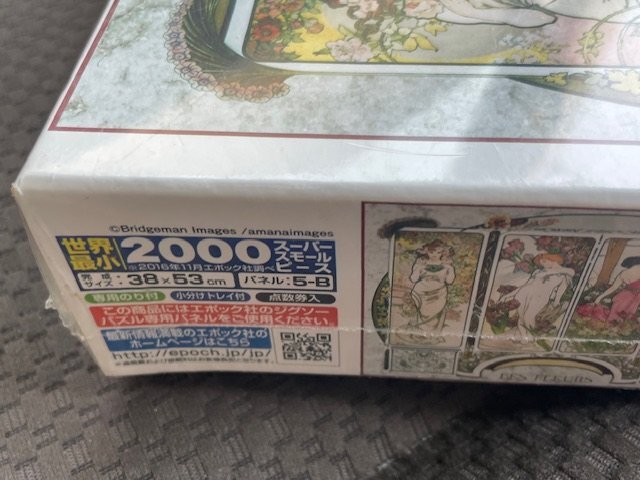 ©Bridgeman Images /amanaimages
世界最小 2000 スーパースモールピース
※2015年11月エポック社調べ
完成サイズ：38×53cm パネル：5-B
専用のり付 小分けトレイ付 点数券入
この商品にはエポック社のジグソー
パズル専用パネルをご使用ください。
最新情報満載のエポック社の
ホームページはこちら
http://epoch.jp/jp/
LES FLEURS